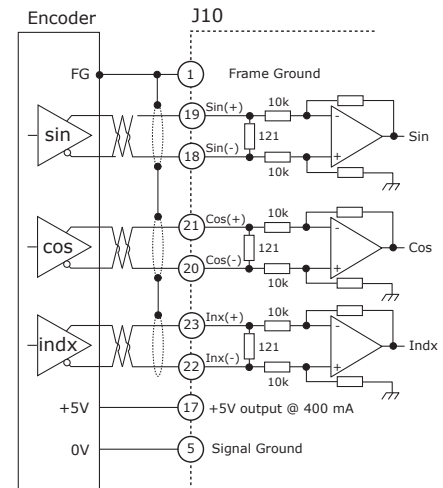 Encoder
J10
FG
1
Frame Ground
10k
19
Sin(+)
-
sin
121
Sin
18
Sin(-)
+
10k
10k
21
Cos(+)
-
cos
121
Cos
20
Cos(-)
+
10k
10k
23
Inx(+)
-
indx
121
Indx
22
Inx(-)
+
10k
+5V
17
+5V output @ 400 mA
0V
5
Signal Ground